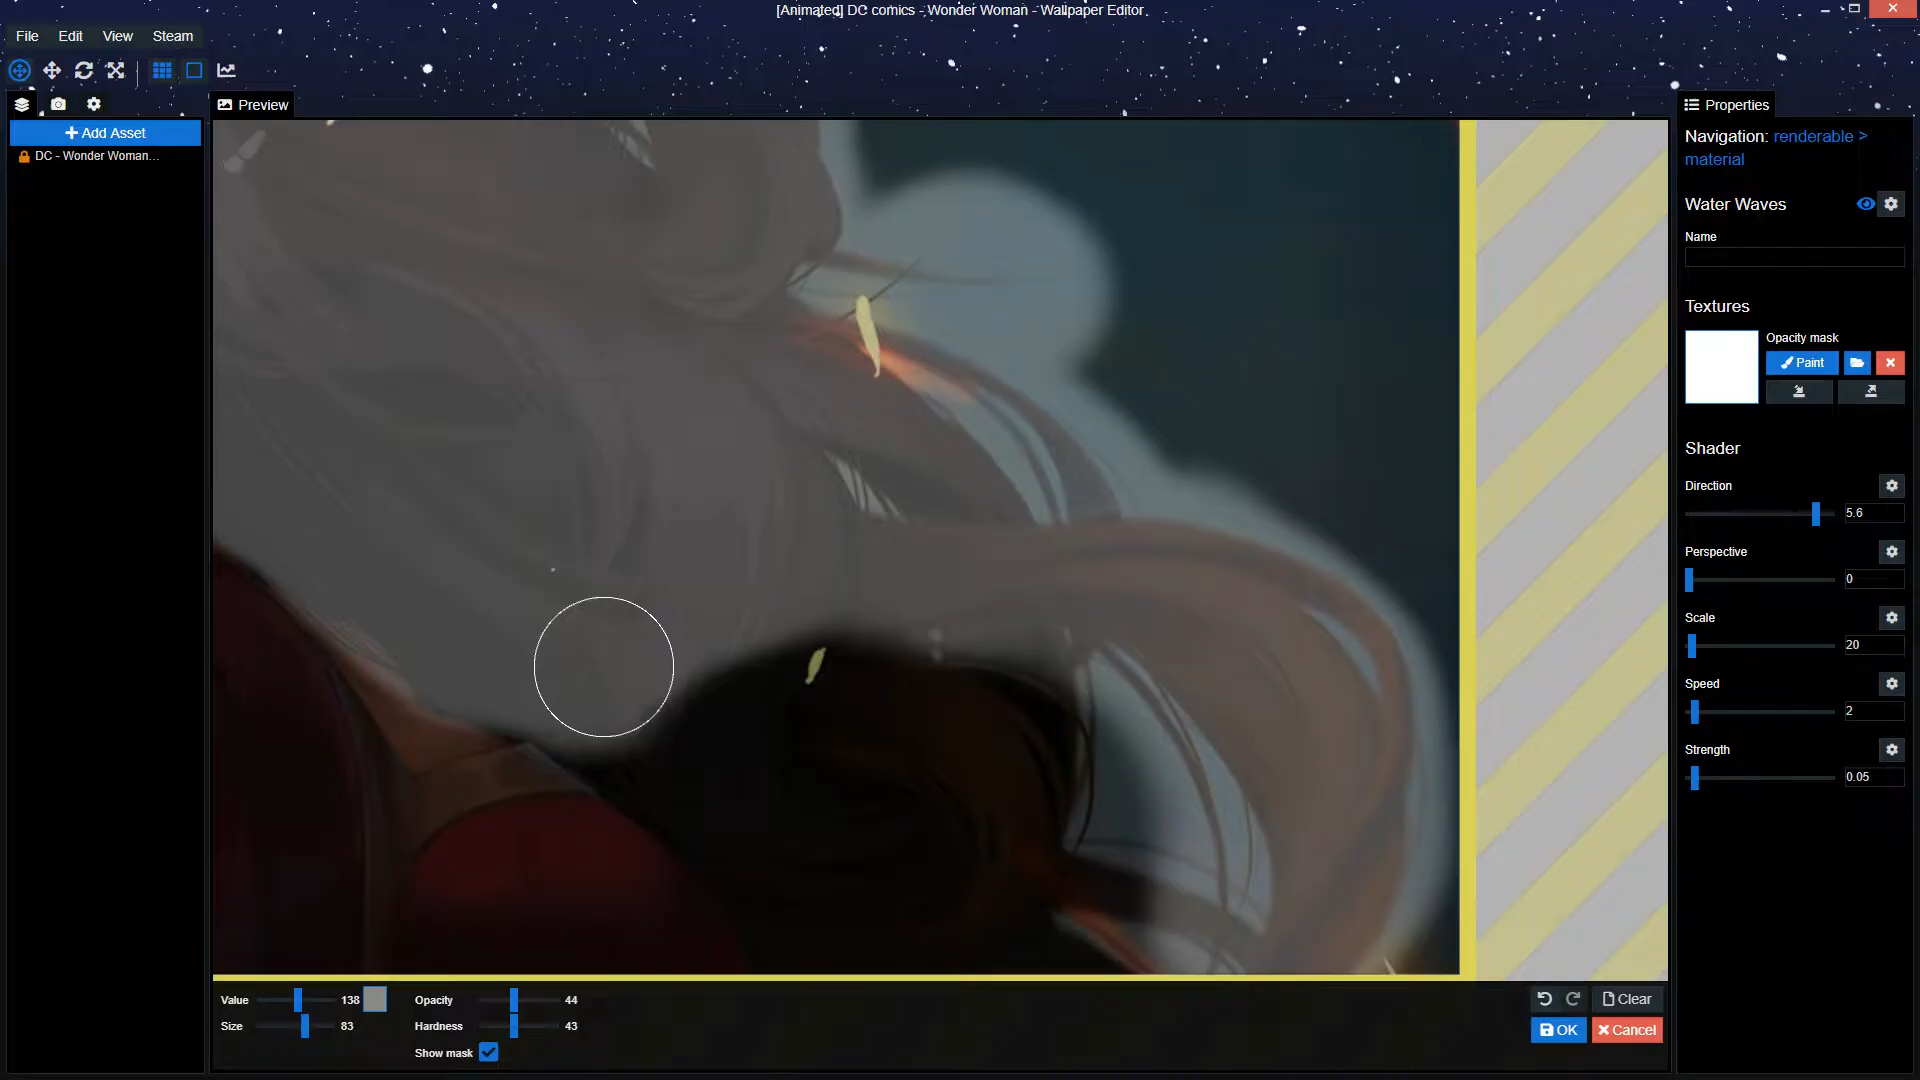 [Animated] DC comics - Wonder Woman - Wallpaper Editor
File Edit View Steam
Preview
Properties
Add Asset
DC - Wonder Woman...
Navigation: renderable >
material
Water Waves
Name
Textures
Opacity mask
Paint
Shader
Direction
5.6
Perspective
0
Scale
20
Speed
2
Strength
0.05
Value 138 Opacity 44
Size 83 Hardness 43
Show mask
Clear
OK Cancel